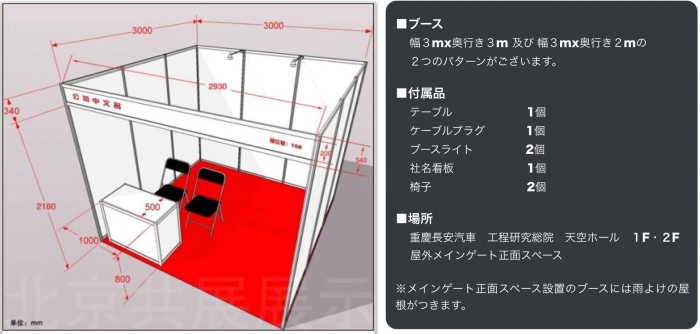 3000
3000
2930
公司中文名
展位號：168
340
200
340
2160
500
1000
800
单位：mm
北京共展展示
■ブース
幅３mx奥行き３m 及び 幅３mx奥行き２mの
２つのパターンがございます。
■付属品
テーブル 1個
ケーブルプラグ 1個
ブースライト 2個
社名看板 1個
椅子 2個
■場所
重慶長安汽車　工程研究総院　天空ホール　１F・２F
屋外メインゲート正面スペース
※メインゲート正面スペース設置のブースには雨よけの屋
根がつきます。